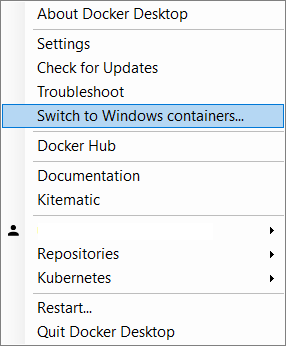 About Docker Desktop
Settings
Check for Updates
Troubleshoot
Switch to Windows containers...
Docker Hub
Documentation
Kitematic
Repositories
Kubernetes
Restart...
Quit Docker Desktop